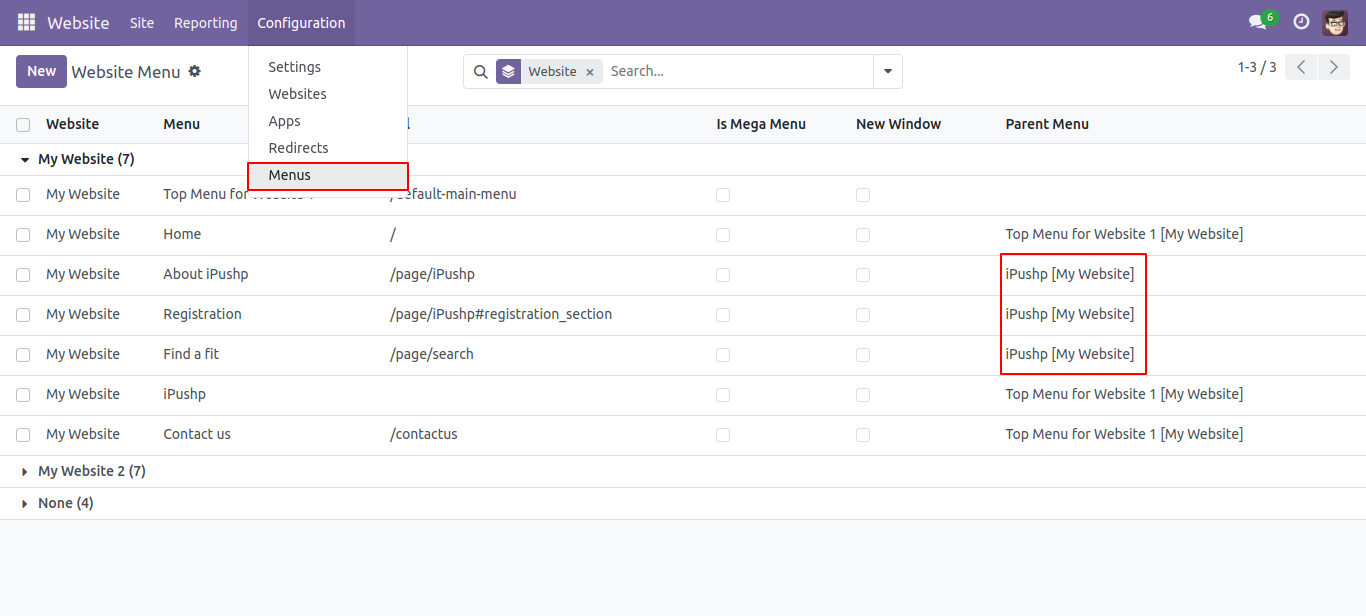 Website Site Reporting Configuration 6
New Website Menu Website × Search... 1-3 / 3
Settings
Websites
Apps
Redirects
Menus
Website Menu Is Mega Menu New Window Parent Menu
My Website (7)
My Website Top Menu for /default-main-menu
My Website Home / Top Menu for Website 1 [My Website]
My Website About iPushp /page/iPushp iPushp [My Website]
My Website Registration /page/iPushp#registration_section iPushp [My Website]
My Website Find a fit /page/search iPushp [My Website]
My Website iPushp Top Menu for Website 1 [My Website]
My Website Contact us /contactus Top Menu for Website 1 [My Website]
My Website 2 (7)
None (4)